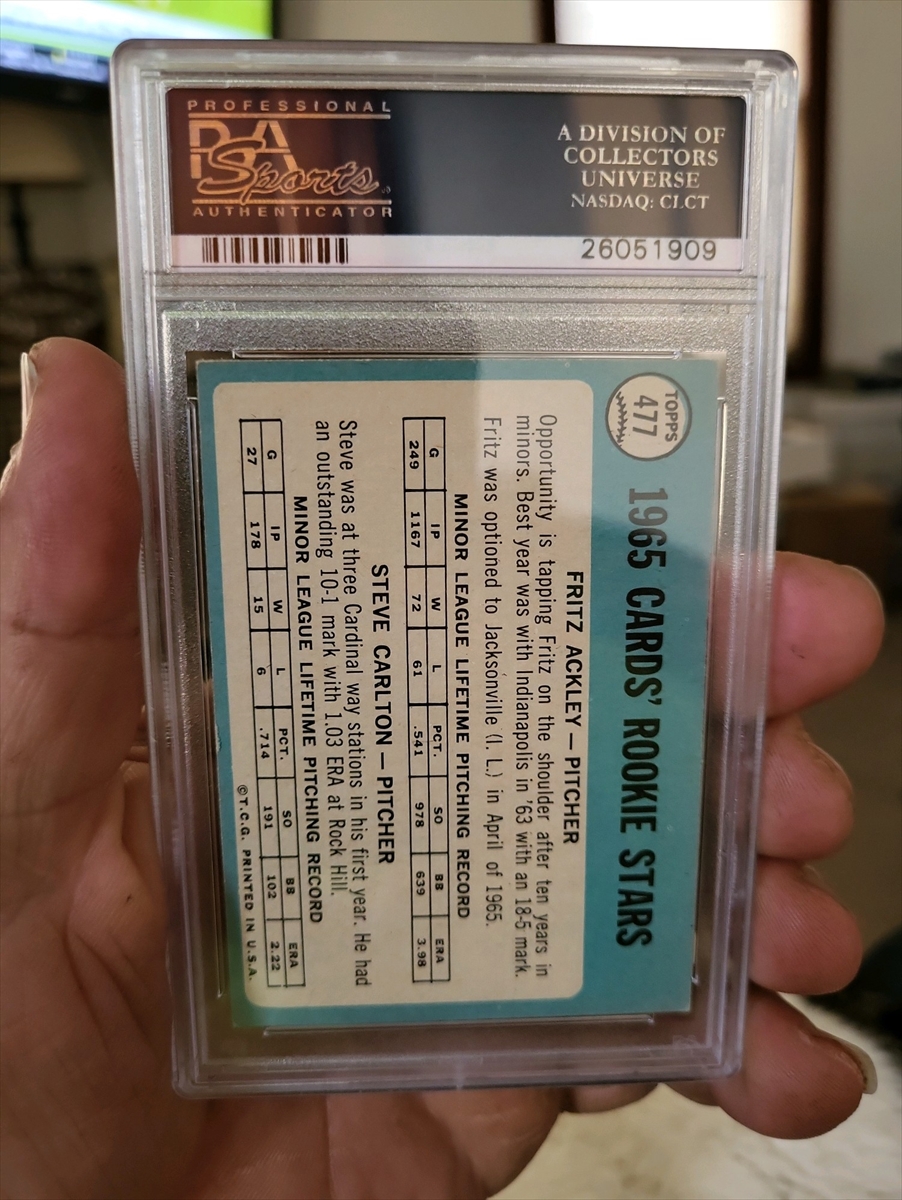 PROFESSIONAL
PSA
Sports
AUTHENTICATOR
A DIVISION OF
COLLECTORS
UNIVERSE
NASDAQ: CLCT
26051909
TOPPS
477
1965 CARDS' ROOKIE STARS
FRITZ ACKLEY — PITCHER
Opportunity is tapping Fritz on the shoulder after ten years in
minors. Best year was with Indianapolis in '63 with an 18-5 mark.
Fritz was optioned to Jacksonville (I. L.) in April of 1965.
MINOR LEAGUE LIFETIME PITCHING RECORD
G IP W L PCT. SO BB ERA
249 1167 72 61 .541 978 639 3.98
STEVE CARLTON — PITCHER
Steve was at three Cardinal way stations in his first year. He had
an outstanding 10-1 mark with 1.03 ERA at Rock Hill.
MINOR LEAGUE LIFETIME PITCHING RECORD
G IP W L PCT. SO BB ERA
27 178 15 6 .714 191 102 2.22
©T.C.G. PRINTED IN U.S.A.